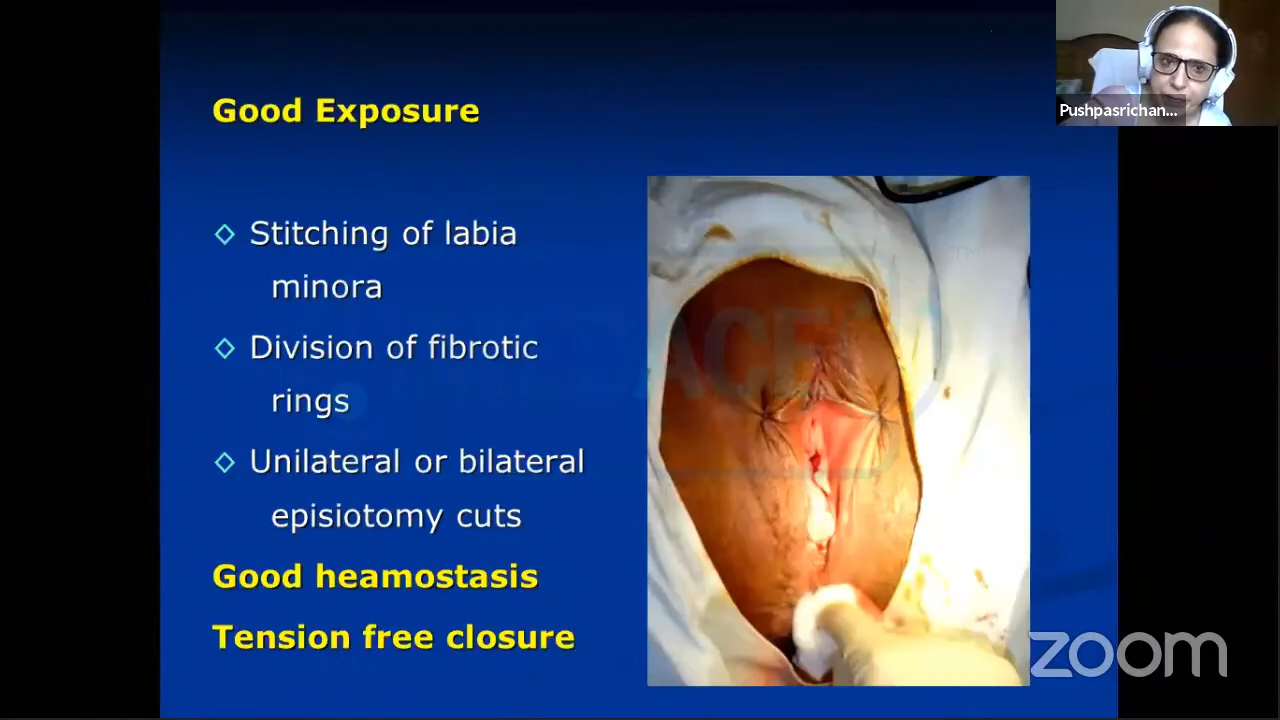 Good Exposure
Pushpasrichan...
◇ Stitching of labia
minora
◇ Division of fibrotic
rings
◇ Unilateral or bilateral
episiotomy cuts
Good heamostasis
Tension free closure
zoom